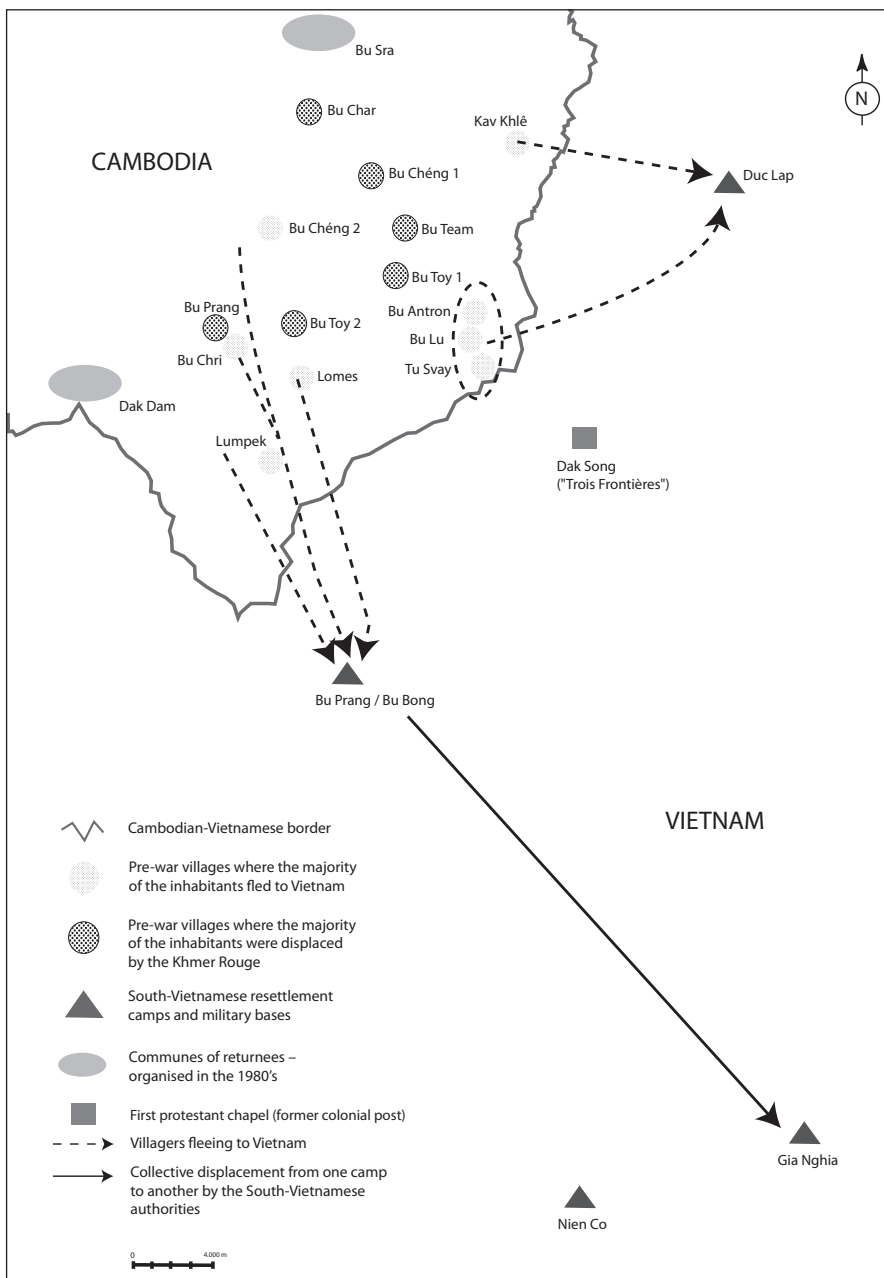 Bu Sra
N
Bu Char
Kav Khlê
CAMBODIA
Bu Chéng 1
Duc Lap
Bu Chéng 2
Bu Team
Bu Toy 1
Bu Prang
Bu Antron
Bu Toy 2
Bu Lu
Bu Chri
Tu Svay
Lomes
Dak Dam
Lumpek
Dak Song
("Trois Frontières")
Bu Prang / Bu Bong
VIETNAM
Cambodian-Vietnamese border
Pre-war villages where the majority
of the inhabitants fled to Vietnam
Pre-war villages where the majority
of the inhabitants were displaced
by the Khmer Rouge
South-Vietnamese resettlement
camps and military bases
Communes of returnees –
organised in the 1980's
First protestant chapel (former colonial post)
Villagers fleeing to Vietnam
Collective displacement from one camp
to another by the South-Vietnamese
authorities
Gia Nghia
Nien Co
0 4.000 m